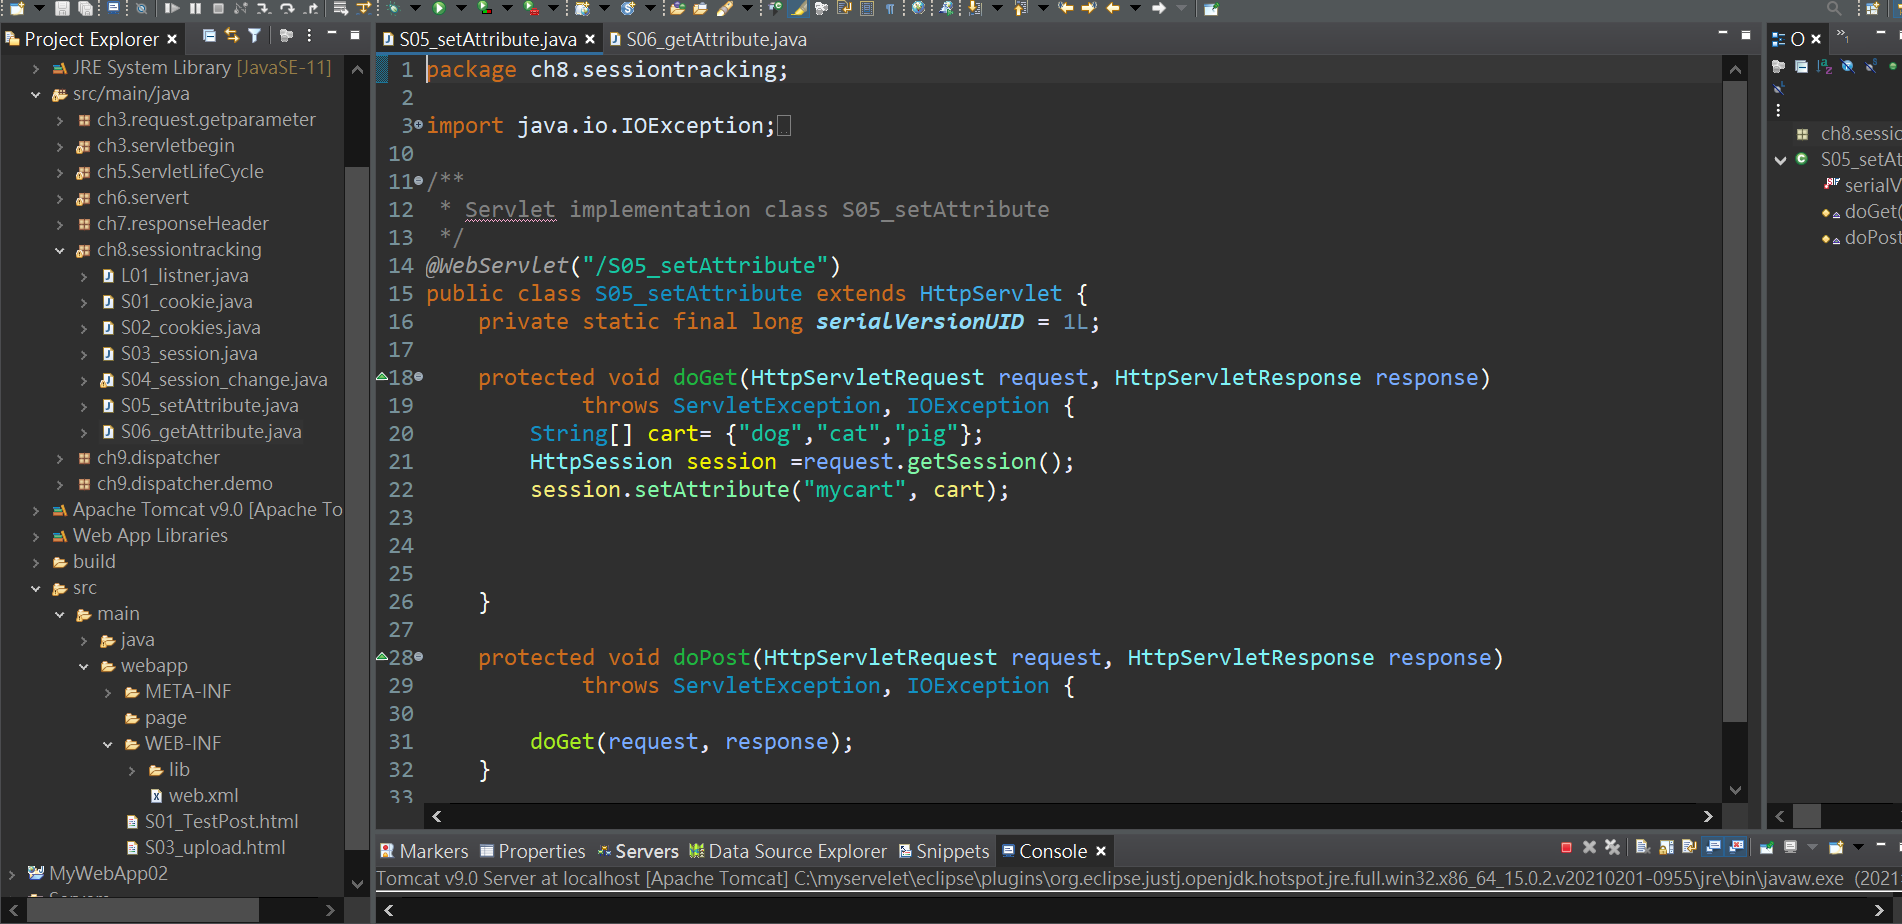 Project Explorer
JRE System Library [JavaSE-11]
src/main/java
ch3.request.getparameter
ch3.servletbegin
ch5.ServletLifeCycle
ch6.servert
ch7.responseHeader
ch8.sessiontracking
L01_listner.java
S01_cookie.java
S02_cookies.java
S03_session.java
S04_session_change.java
S05_setAttribute.java
S06_getAttribute.java
ch9.dispatcher
ch9.dispatcher.demo
Apache Tomcat v9.0 [Apache To
Web App Libraries
build
src
main
java
webapp
META-INF
page
WEB-INF
lib
web.xml
S01_TestPost.html
S03_upload.html
MyWebApp02
S05_setAttribute.java S06_getAttribute.java
1 package ch8.sessiontracking;
2
3 import java.io.IOException;
10
11 /**
12 * Servlet implementation class S05_setAttribute
13 */
14 @WebServlet("/S05_setAttribute")
15 public class S05_setAttribute extends HttpServlet {
16 private static final long serialVersionUID = 1L;
17
18 protected void doGet(HttpServletRequest request, HttpServletResponse response)
19 throws ServletException, IOException {
20 String[] cart= {"dog","cat","pig"};
21 HttpSession session =request.getSession();
22 session.setAttribute("mycart", cart);
23
24
25
26 }
27
28 protected void doPost(HttpServletRequest request, HttpServletResponse response)
29 throws ServletException, IOException {
30
31 doGet(request, response);
32 }
33
O
ch8.sessio
S05_setAt
serialV
doGet(
doPost
Markers Properties Servers Data Source Explorer Snippets Console
Tomcat v9.0 Server at localhost [Apache Tomcat] C:\myservelet\eclipse\plugins\org.eclipse.justj.openjdk.hotspot.jre.full.win32.x86_64_15.0.2.v20210201-0955\jre\bin\javaw.exe (2021